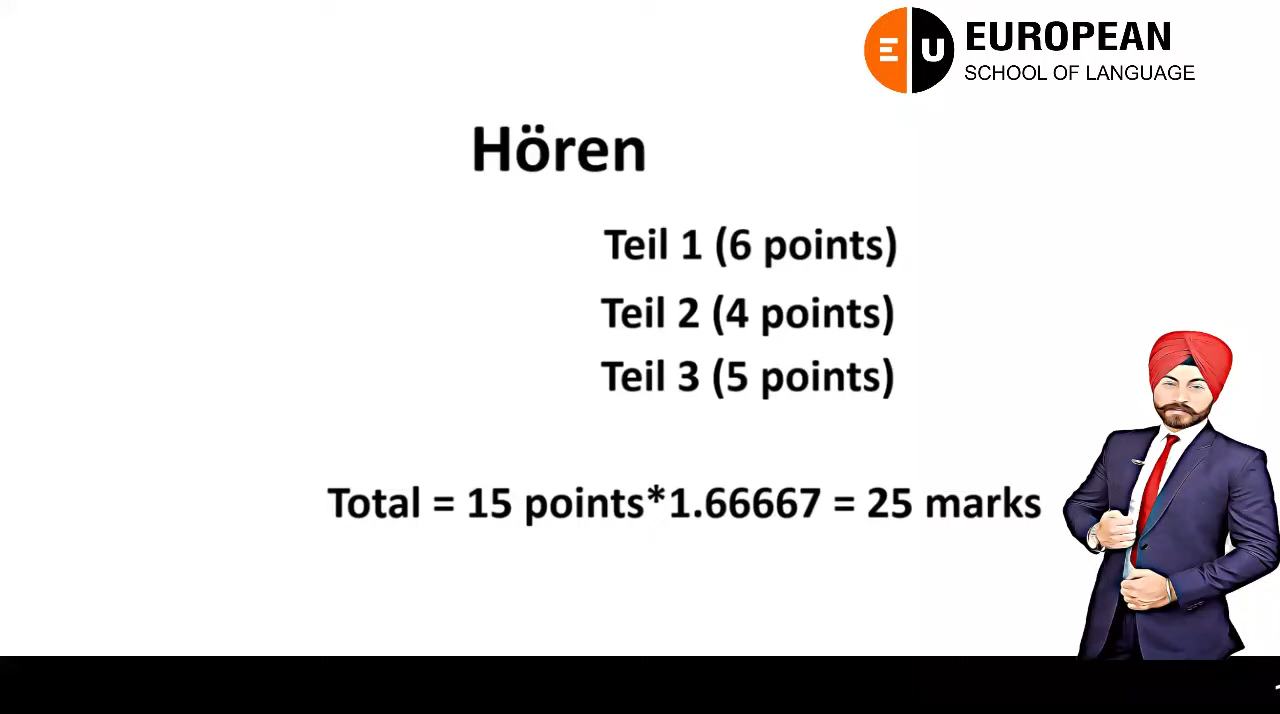 EU EUROPEAN
SCHOOL OF LANGUAGE
Hören
Teil 1 (6 points)
Teil 2 (4 points)
Teil 3 (5 points)
Total = 15 points*1.66667 = 25 marks